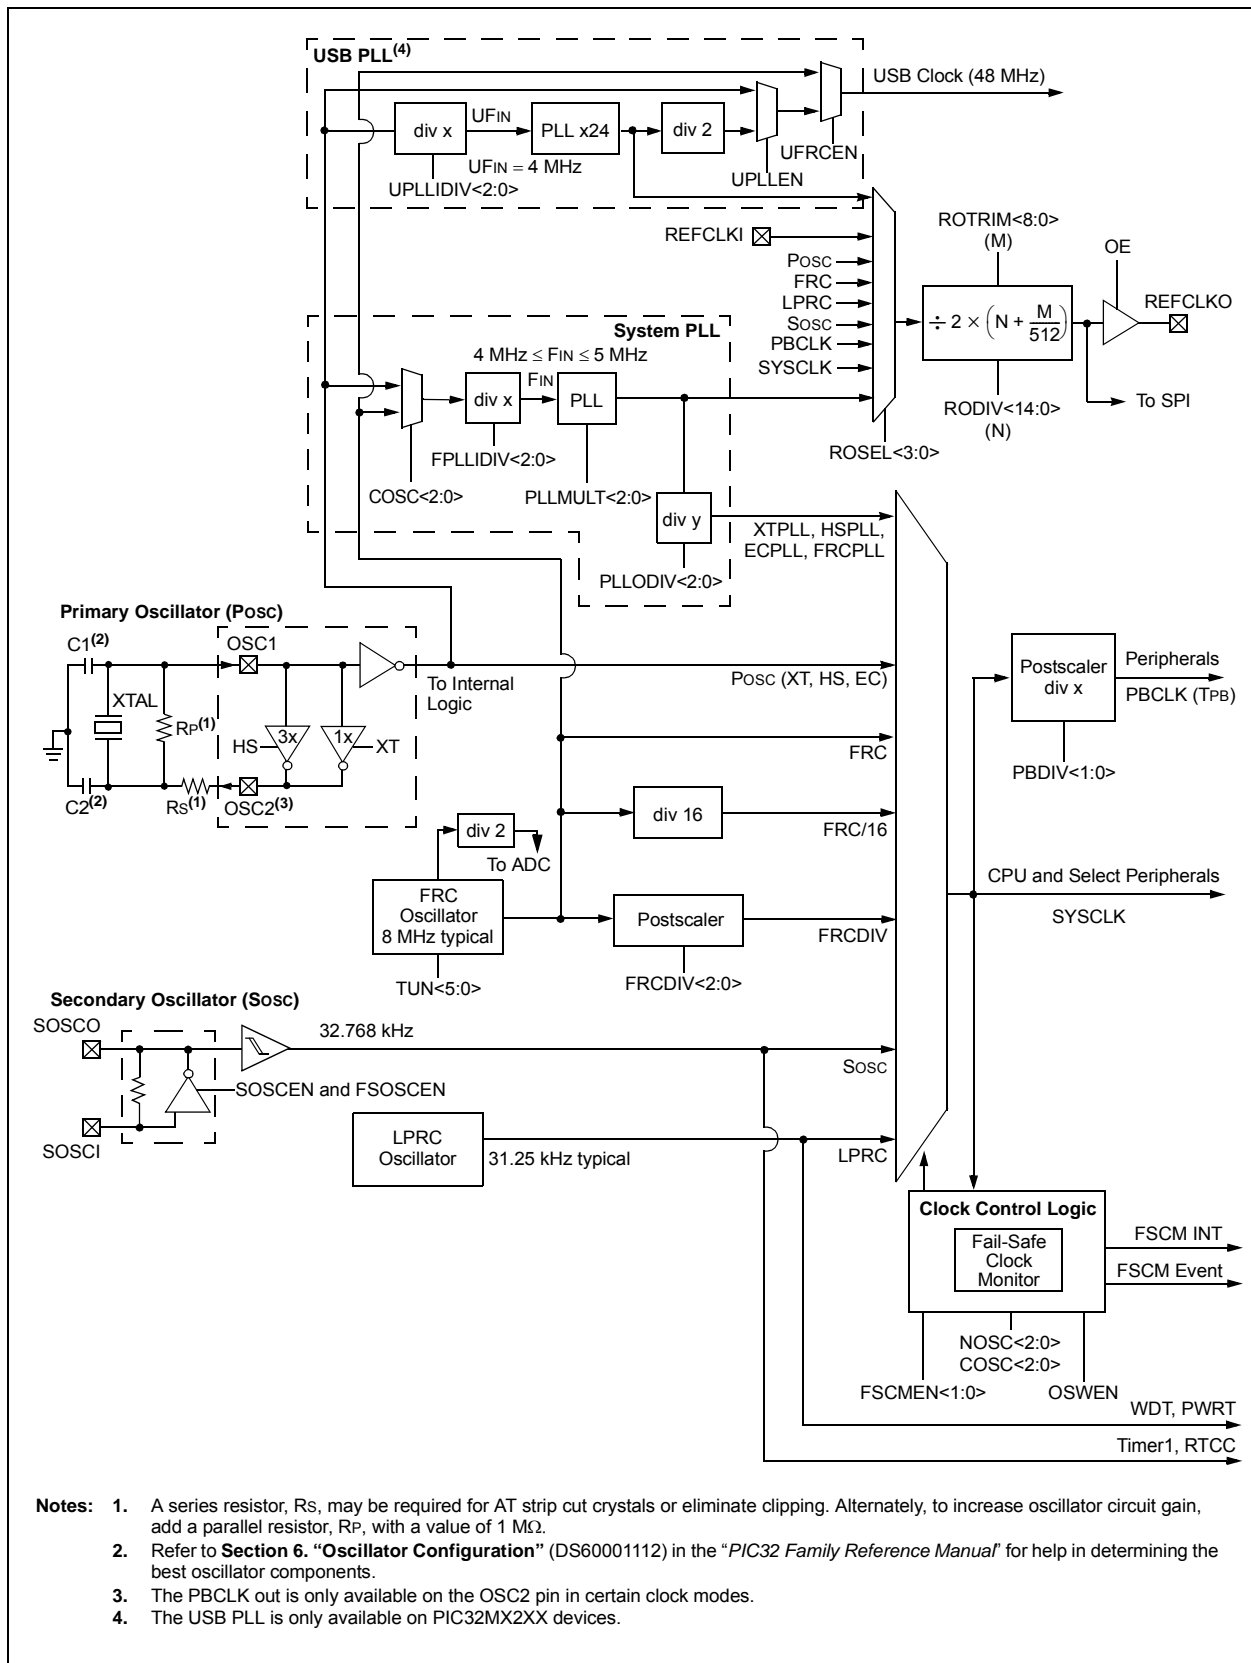 USB PLL(4)
USB Clock (48 MHz)
UFIN
div x
PLL x24
div 2
UFIN = 4 MHz
UFRCEN
UPLLEN
UPLLIDIV<2:0>
REFCLKI
ROTRIM<8:0>
(M)
OE
POSC
FRC
LPRC
SOSC
PBCLK
SYSCLK
÷ 2 × (N + M/512)
REFCLKO
System PLL
4 MHz ≤ FIN ≤ 5 MHz
FIN
div x
PLL
To SPI
RODIV<14:0>
(N)
ROSEL<3:0>
FPLLIDIV<2:0>
COSC<2:0>
PLLMULT<2:0>
div y
XTPLL, HSPLL,
ECPLL, FRCPLL
PLLODIV<2:0>
Primary Oscillator (POSC)
C1(2)
OSC1
XTAL
RP(1)
HS
3x
1x
XT
To Internal
Logic
POSC (XT, HS, EC)
C2(2)
RS(1)
OSC2(3)
Postscaler
div x
Peripherals
PBCLK (TPB)
PBDIV<1:0>
FRC
div 16
FRC/16
div 2
To ADC
FRC
Oscillator
8 MHz typical
TUN<5:0>
Postscaler
FRCDIV
FRCDIV<2:0>
CPU and Select Peripherals
SYSCLK
Secondary Oscillator (SOSC)
SOSCO
32.768 kHz
SOSC
SOSCEN and FSOSCEN
SOSCI
LPRC
Oscillator
31.25 kHz typical
LPRC
Clock Control Logic
Fail-Safe
Clock
Monitor
FSCM INT
FSCM Event
NOSC<2:0>
COSC<2:0>
FSCMEN<1:0>
OSWEN
WDT, PWRT
Timer1, RTCC
Notes: 1. A series resistor, RS, may be required for AT strip cut crystals or eliminate clipping. Alternately, to increase oscillator circuit gain,
add a parallel resistor, RP, with a value of 1 MΩ.
2. Refer to Section 6. “Oscillator Configuration” (DS60001112) in the “PIC32 Family Reference Manual” for help in determining the
best oscillator components.
3. The PBCLK out is only available on the OSC2 pin in certain clock modes.
4. The USB PLL is only available on PIC32MX2XX devices.